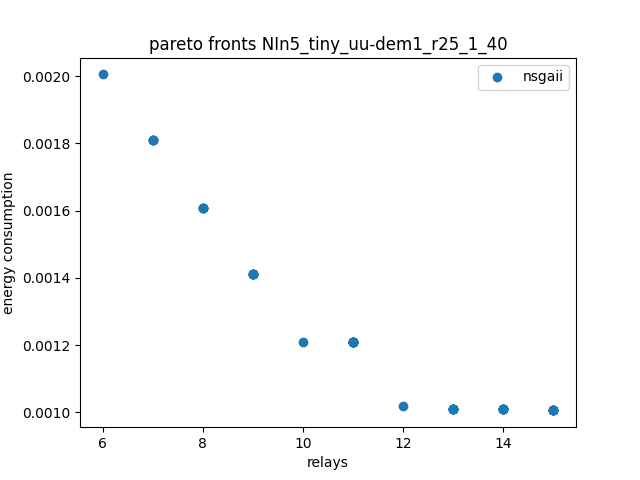 pareto fronts NIn5_tiny_uu-dem1_r25_1_40
nsgaii
0.0020
0.0018
0.0016
0.0014
0.0012
0.0010
energy consumption
6
8
10
12
14
relays